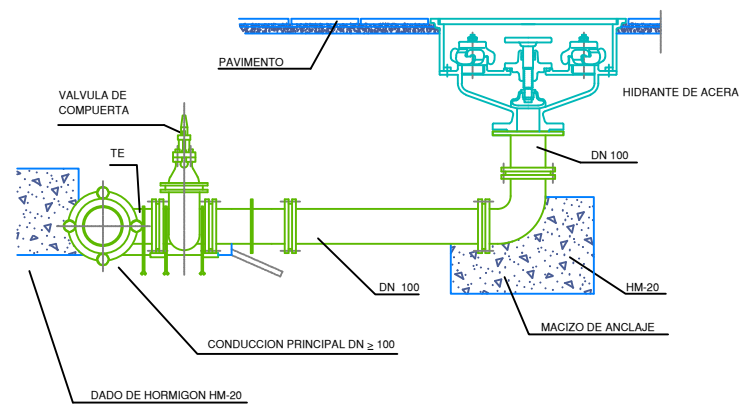 PAVIMENTO
HIDRANTE DE ACERA
VALVULA DE
COMPUERTA
TE
DN 100
DN 100
HM-20
MACIZO DE ANCLAJE
CONDUCCION PRINCIPAL DN ≥ 100
DADO DE HORMIGON HM-20